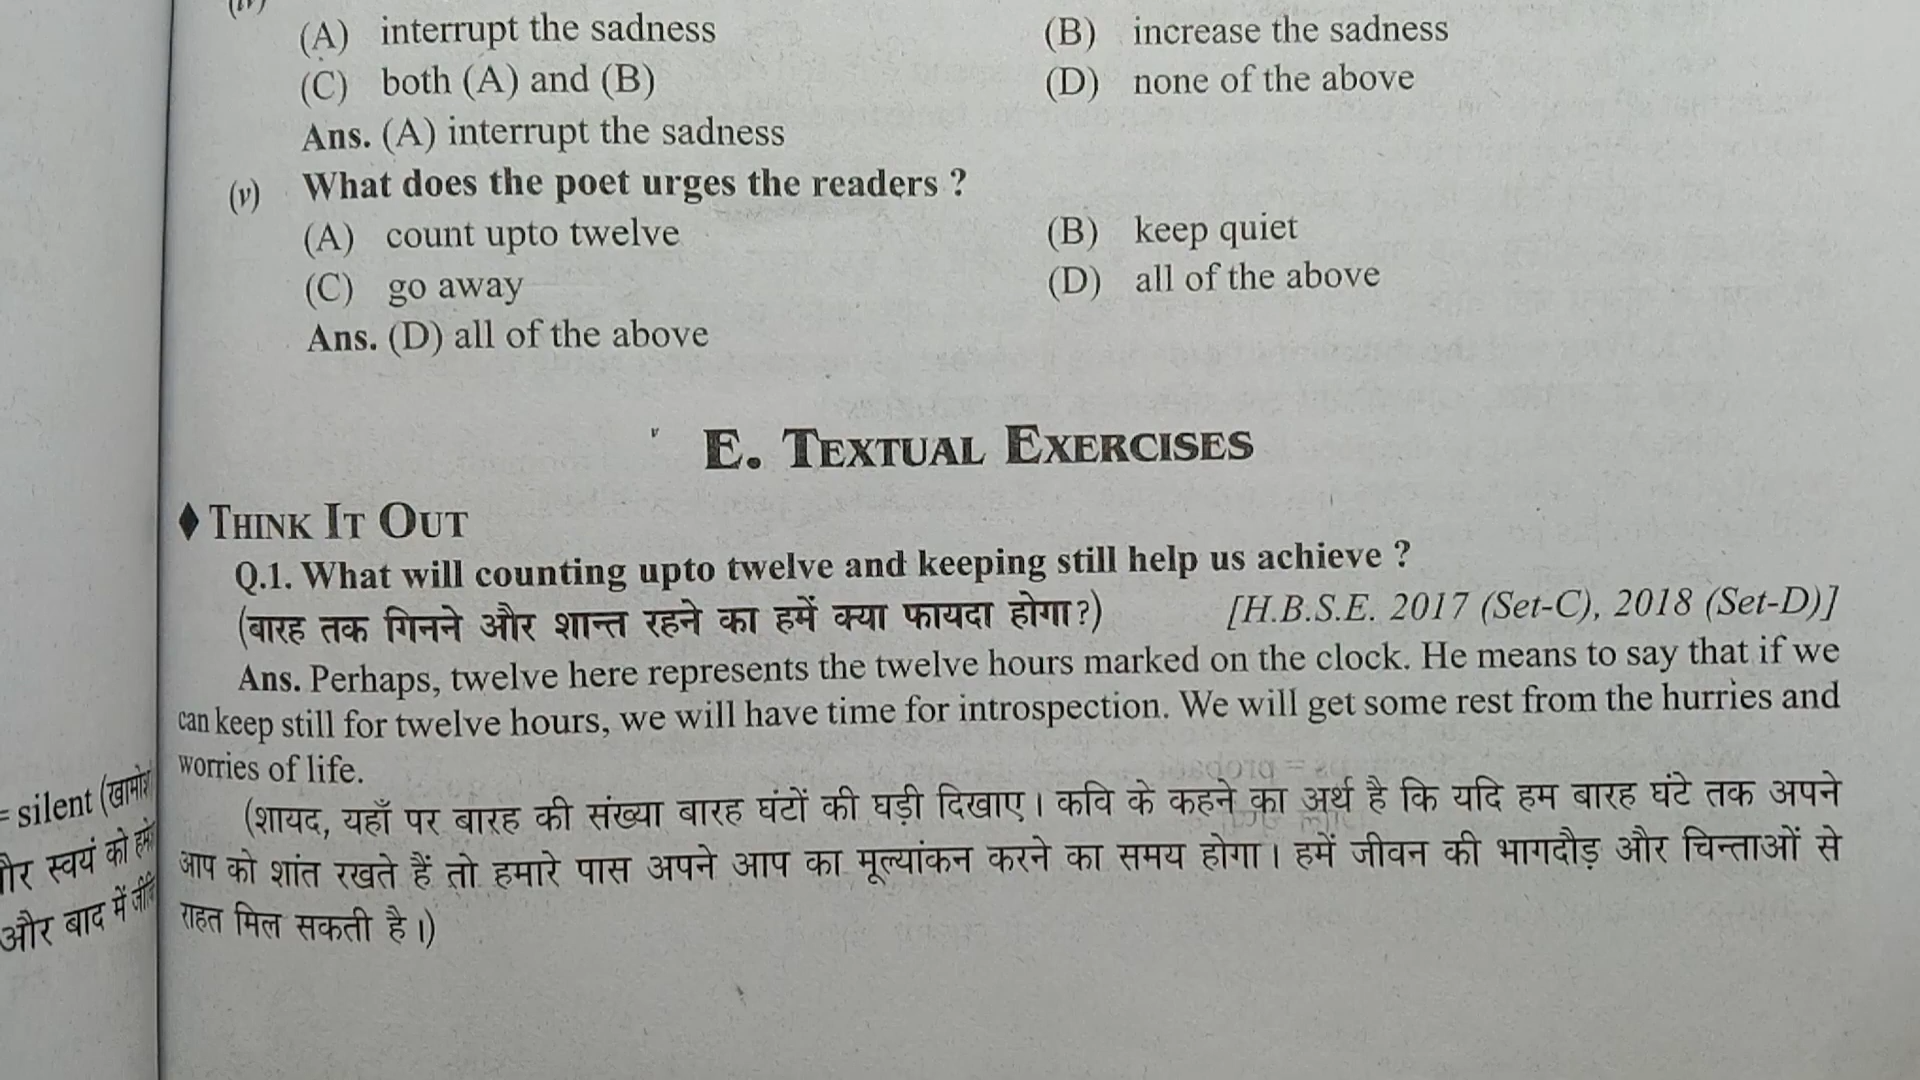 (iv)
(A) interrupt the sadness (B) increase the sadness
(C) both (A) and (B) (D) none of the above
Ans. (A) interrupt the sadness
(v) What does the poet urges the readers ?
(A) count upto twelve (B) keep quiet
(C) go away (D) all of the above
Ans. (D) all of the above
E. TEXTUAL EXERCISES
♦ THINK IT OUT
Q.1. What will counting upto twelve and keeping still help us achieve ?
(बारह तक गिनने और शान्त रहने का हमें क्या फायदा होगा?) [H.B.S.E. 2017 (Set-C), 2018 (Set-D)]
Ans. Perhaps, twelve here represents the twelve hours marked on the clock. He means to say that if we
can keep still for twelve hours, we will have time for introspection. We will get some rest from the hurries and
worries of life.
(शायद, यहाँ पर बारह की संख्या बारह घंटों की घड़ी दिखाए। कवि के कहने का अर्थ है कि यदि हम बारह घंटे तक अपने
आप को शांत रखते हैं तो हमारे पास अपने आप का मूल्यांकन करने का समय होगा। हमें जीवन की भागदौड़ और चिन्ताओं से
राहत मिल सकती है।)
= silent (खामोश
स्वयं को
और बाद में